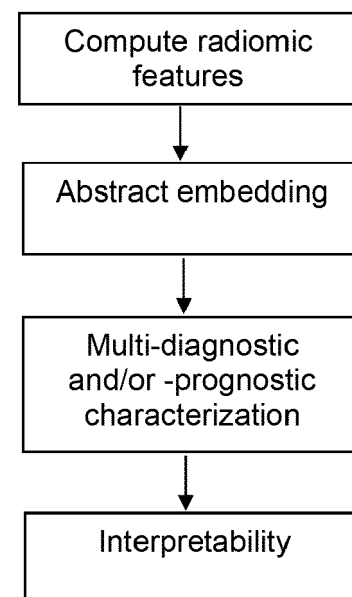 Compute radiomic
features
Abstract embedding
Multi-diagnostic
and/or -prognostic
characterization
Interpretability